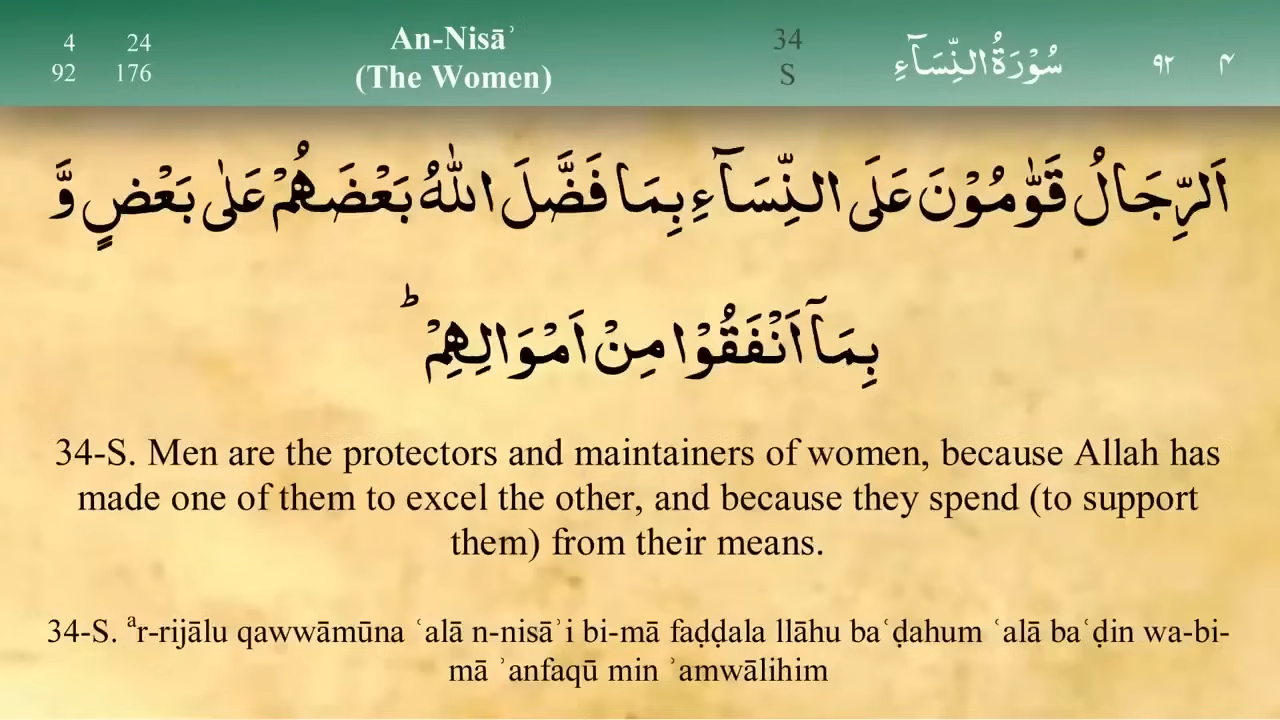 4 24
92 176
An-Nisāʾ
(The Women)
34
S
سُوْرَةُ النِّسَآءِ
٤ ٩٢
اَلرِّجَالُ قَوّٰمُوْنَ عَلَى النِّسَآءِ بِمَا فَضَّلَ اللّٰهُ بَعْضَهُمْ عَلٰى بَعْضٍ وَّ
بِمَاۤ اَنْفَقُوْا مِنْ اَمْوَالِهِمْ ؕ
34-S. Men are the protectors and maintainers of women, because Allah has
made one of them to excel the other, and because they spend (to support
them) from their means.
34-S. ᵃr-rijālu qawwāmūna ʿalā n-nisāʾi bi-mā faḍḍala llāhu baʿḍahum ʿalā baʿḍin wa-bi-
mā ʾanfaqū min ʾamwālihim